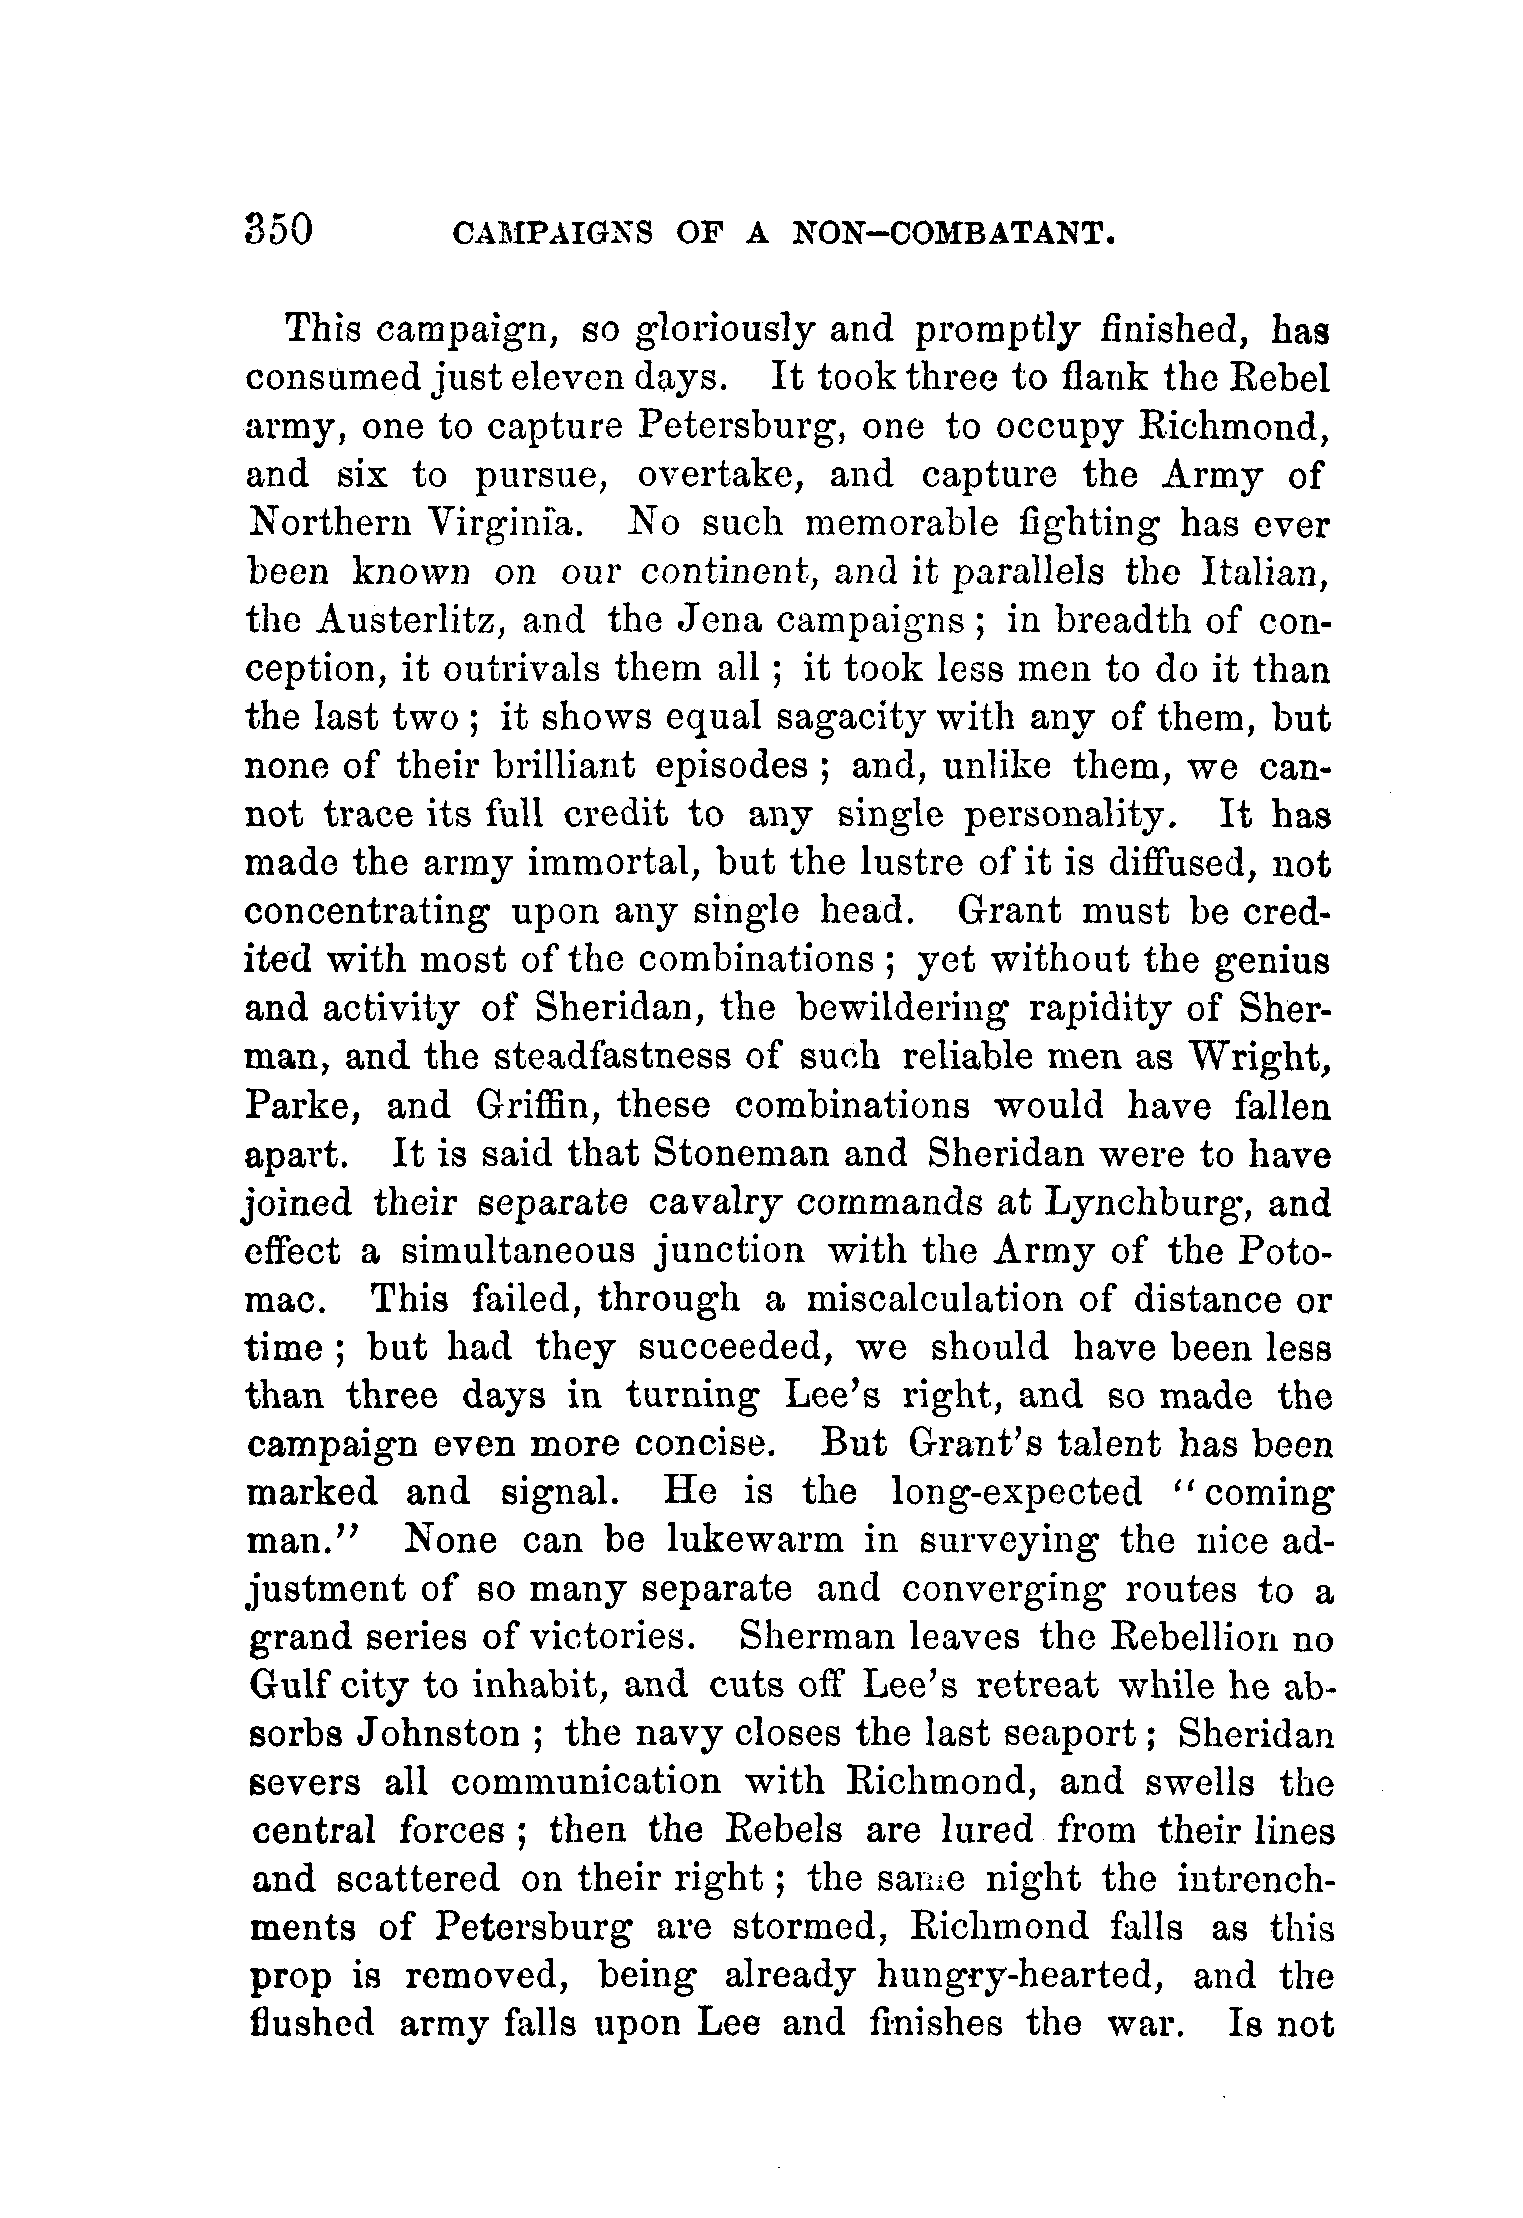 350 CAMPAIGNS OF A NON-COMBATANT.
This campaign, so gloriously and promptly finished, has
consumed just eleven days. It took three to flank the Rebel
army, one to capture Petersburg, one to occupy Richmond,
and six to pursue, overtake, and capture the Army of
Northern Virginia. No such memorable fighting has ever
been known on our continent, and it parallels the Italian,
the Austerlitz, and the Jena campaigns ; in breadth of con-
ception, it outrivals them all ; it took less men to do it than
the last two ; it shows equal sagacity with any of them, but
none of their brilliant episodes ; and, unlike them, we can-
not trace its full credit to any single personality. It has
made the army immortal, but the lustre of it is diffused, not
concentrating upon any single head. Grant must be cred-
ited with most of the combinations ; yet without the genius
and activity of Sheridan, the bewildering rapidity of Sher-
man, and the steadfastness of such reliable men as Wright,
Parke, and Griffin, these combinations would have fallen
apart. It is said that Stoneman and Sheridan were to have
joined their separate cavalry commands at Lynchburg, and
effect a simultaneous junction with the Army of the Poto-
mac. This failed, through a miscalculation of distance or
time ; but had they succeeded, we should have been less
than three days in turning Lee's right, and so made the
campaign even more concise. But Grant's talent has been
marked and signal. He is the long-expected "coming
man." None can be lukewarm in surveying the nice ad-
justment of so many separate and converging routes to a
grand series of victories. Sherman leaves the Rebellion no
Gulf city to inhabit, and cuts off Lee's retreat while he ab-
sorbs Johnston ; the navy closes the last seaport ; Sheridan
severs all communication with Richmond, and swells the
central forces ; then the Rebels are lured from their lines
and scattered on their right ; the same night the intrench-
ments of Petersburg are stormed, Richmond falls as this
prop is removed, being already hungry-hearted, and the
flushed army falls upon Lee and finishes the war. Is not